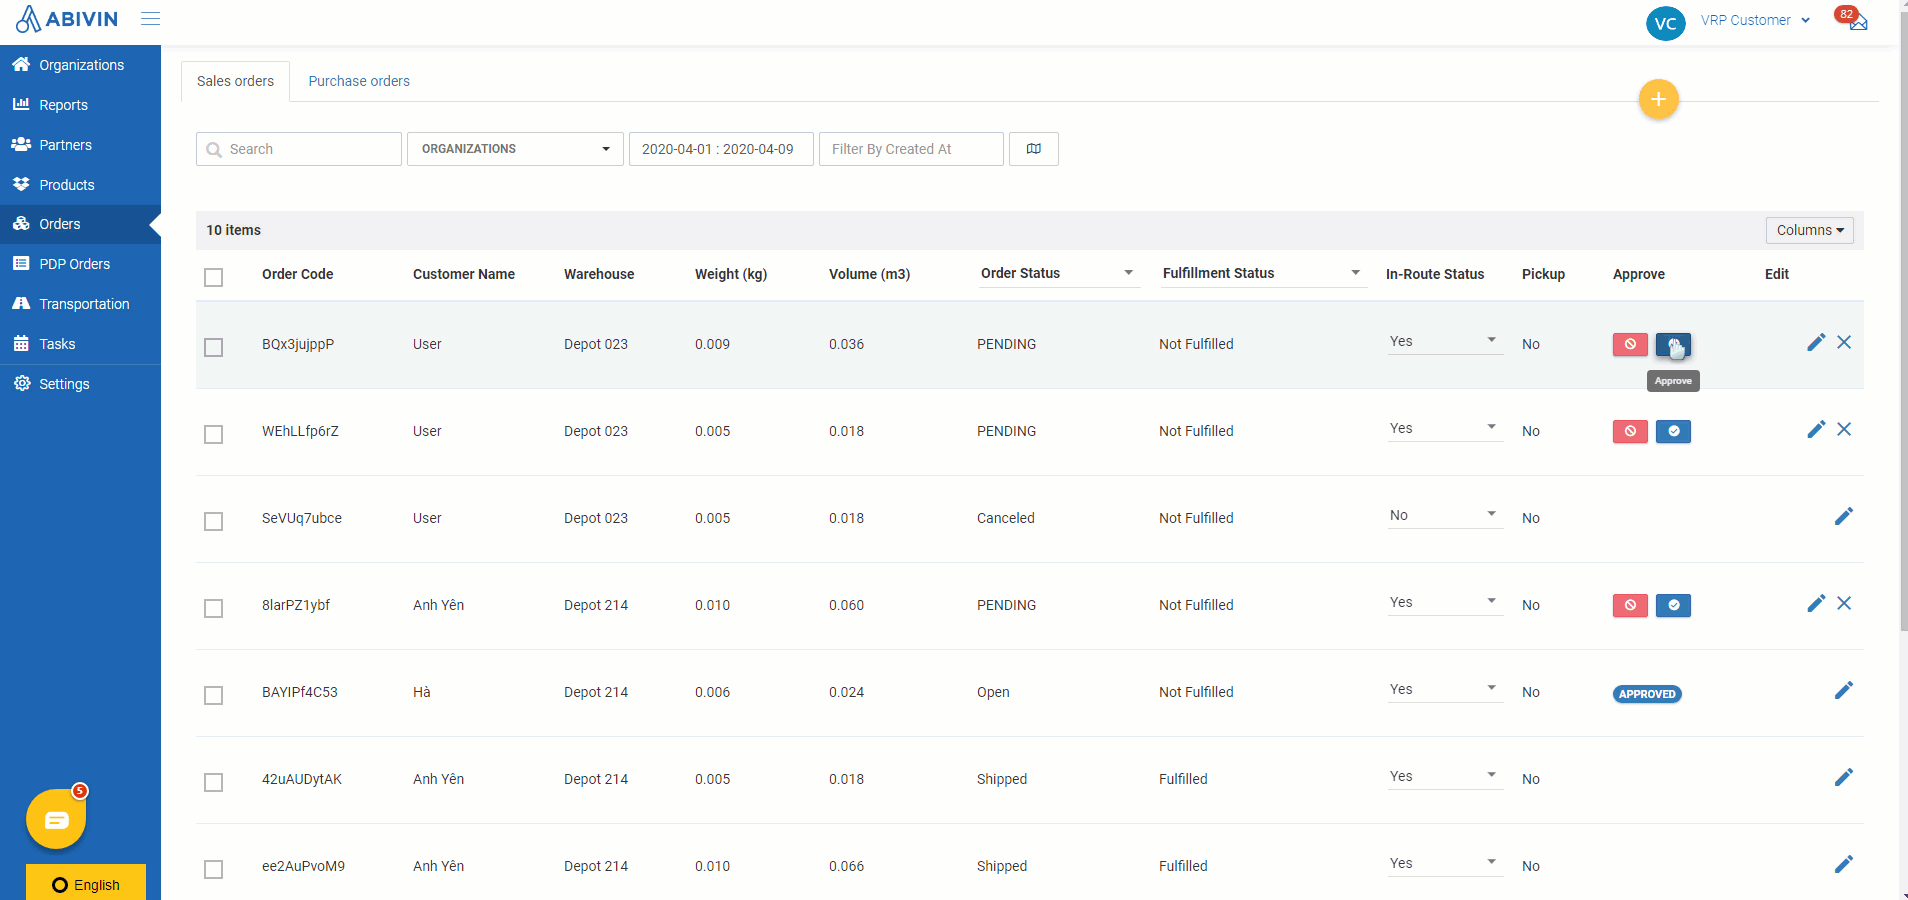 ABIVIN
VC VRP Customer 82
Organizations
Reports
Partners
Products
Orders
PDP Orders
Transportation
Tasks
Settings
5
English
Sales orders Purchase orders
+
Search ORGANIZATIONS 2020-04-01 : 2020-04-09 Filter By Created At
10 items Columns
Order Code Customer Name Warehouse Weight (kg) Volume (m3) Order Status Fulfillment Status In-Route Status Pickup Approve Edit
BQx3jujppP User Depot 023 0.009 0.036 PENDING Not Fulfilled Yes No
Approve
WEhLLfp6rZ User Depot 023 0.005 0.018 PENDING Not Fulfilled Yes No
SeVUq7ubce User Depot 023 0.005 0.018 Canceled Not Fulfilled No No
8larPZ1ybf Anh Yên Depot 214 0.010 0.060 PENDING Not Fulfilled Yes No
BAYIPf4C53 Hà Depot 214 0.006 0.024 Open Not Fulfilled Yes No APPROVED
42uAUDytAK Anh Yên Depot 214 0.005 0.018 Shipped Fulfilled Yes No
ee2AuPvoM9 Anh Yên Depot 214 0.010 0.066 Shipped Fulfilled Yes No